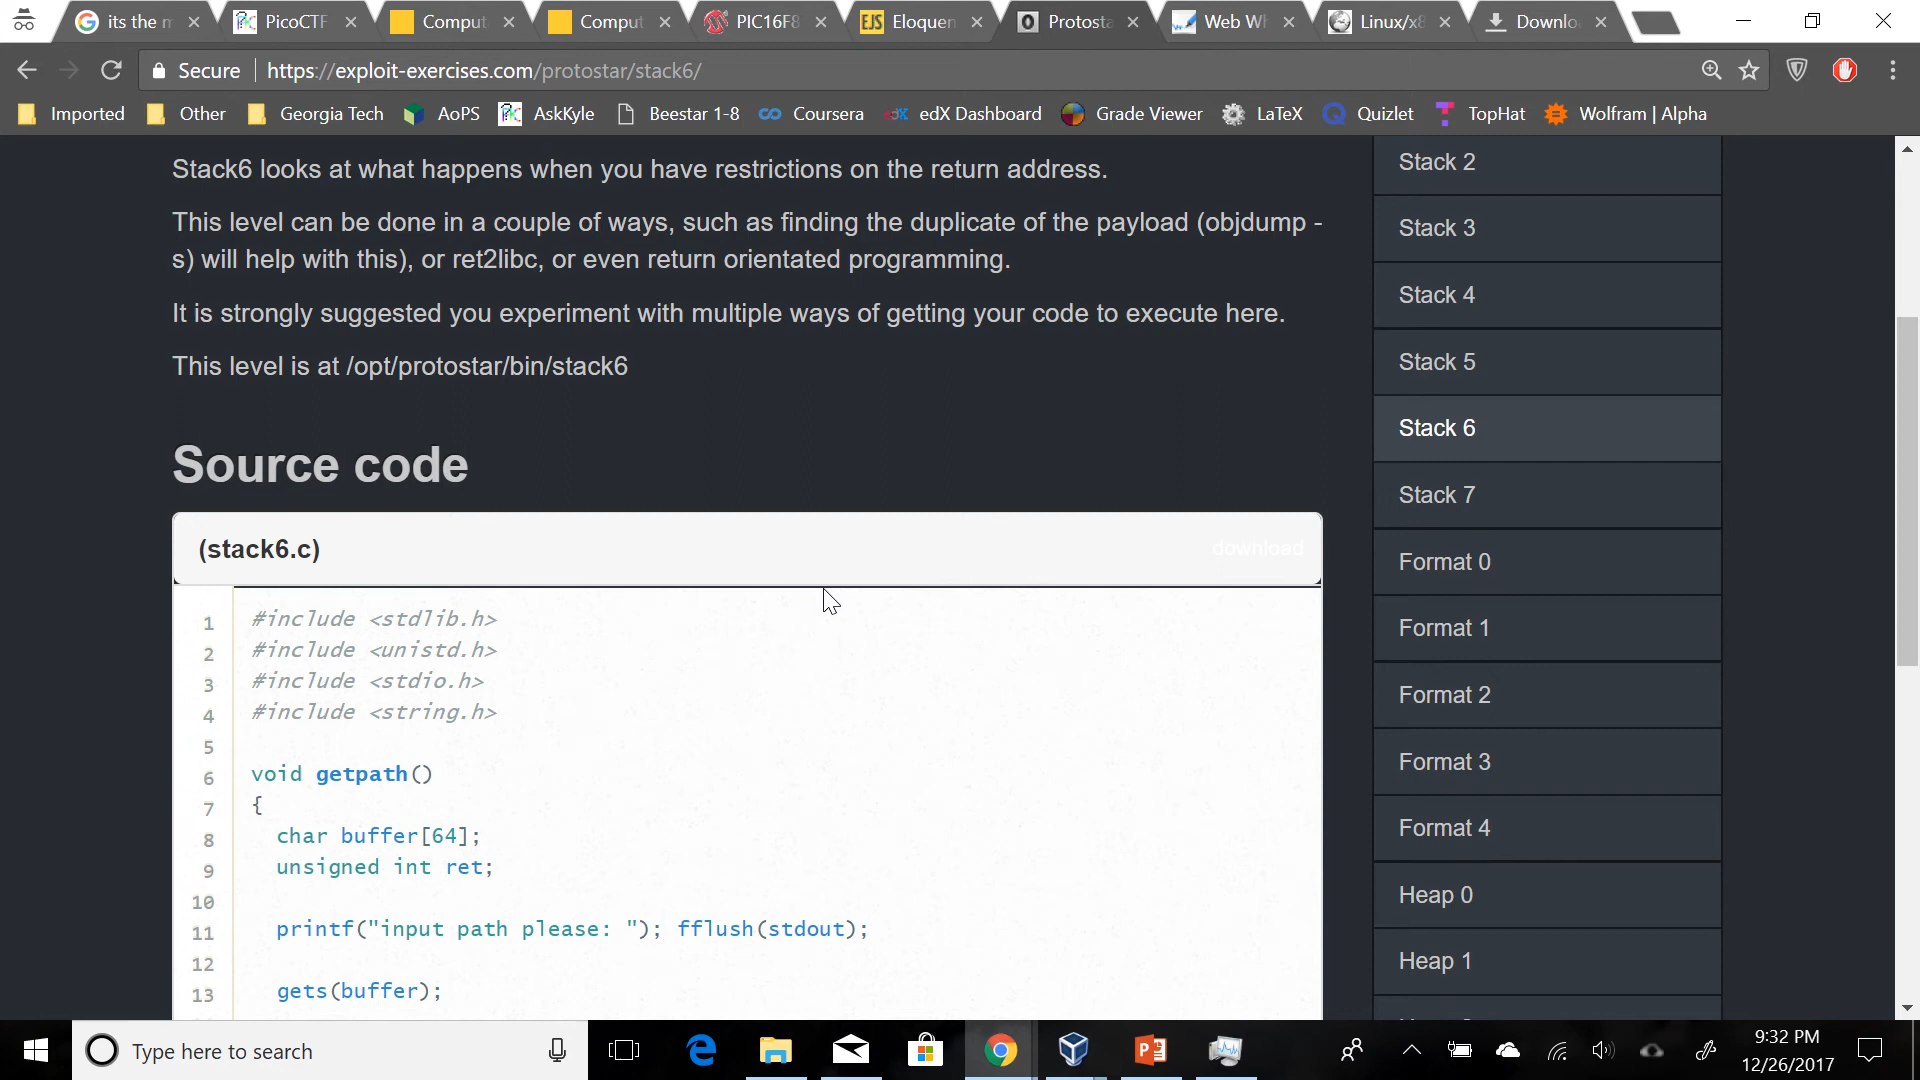 its the m
PicoCTF
Comput
Comput
PIC16F8
Eloquen
Protosta
Web Wh
Linux/x8
Downlo
Secure
https://exploit-exercises.com/protostar/stack6/
Imported
Other
Georgia Tech
AoPS
AskKyle
Beestar 1-8
Coursera
edX Dashboard
Grade Viewer
LaTeX
Quizlet
TopHat
Wolfram | Alpha
Stack6 looks at what happens when you have restrictions on the return address.
This level can be done in a couple of ways, such as finding the duplicate of the payload (objdump -
s) will help with this), or ret2libc, or even return orientated programming.
It is strongly suggested you experiment with multiple ways of getting your code to execute here.
This level is at /opt/protostar/bin/stack6
Source code
(stack6.c)
download
1 #include <stdlib.h>
2 #include <unistd.h>
3 #include <stdio.h>
4 #include <string.h>
5
6 void getpath()
7 {
8 char buffer[64];
9 unsigned int ret;
10
11 printf("input path please: "); fflush(stdout);
12
13 gets(buffer);
Stack 2
Stack 3
Stack 4
Stack 5
Stack 6
Stack 7
Format 0
Format 1
Format 2
Format 3
Format 4
Heap 0
Heap 1
Type here to search
9:32 PM
12/26/2017